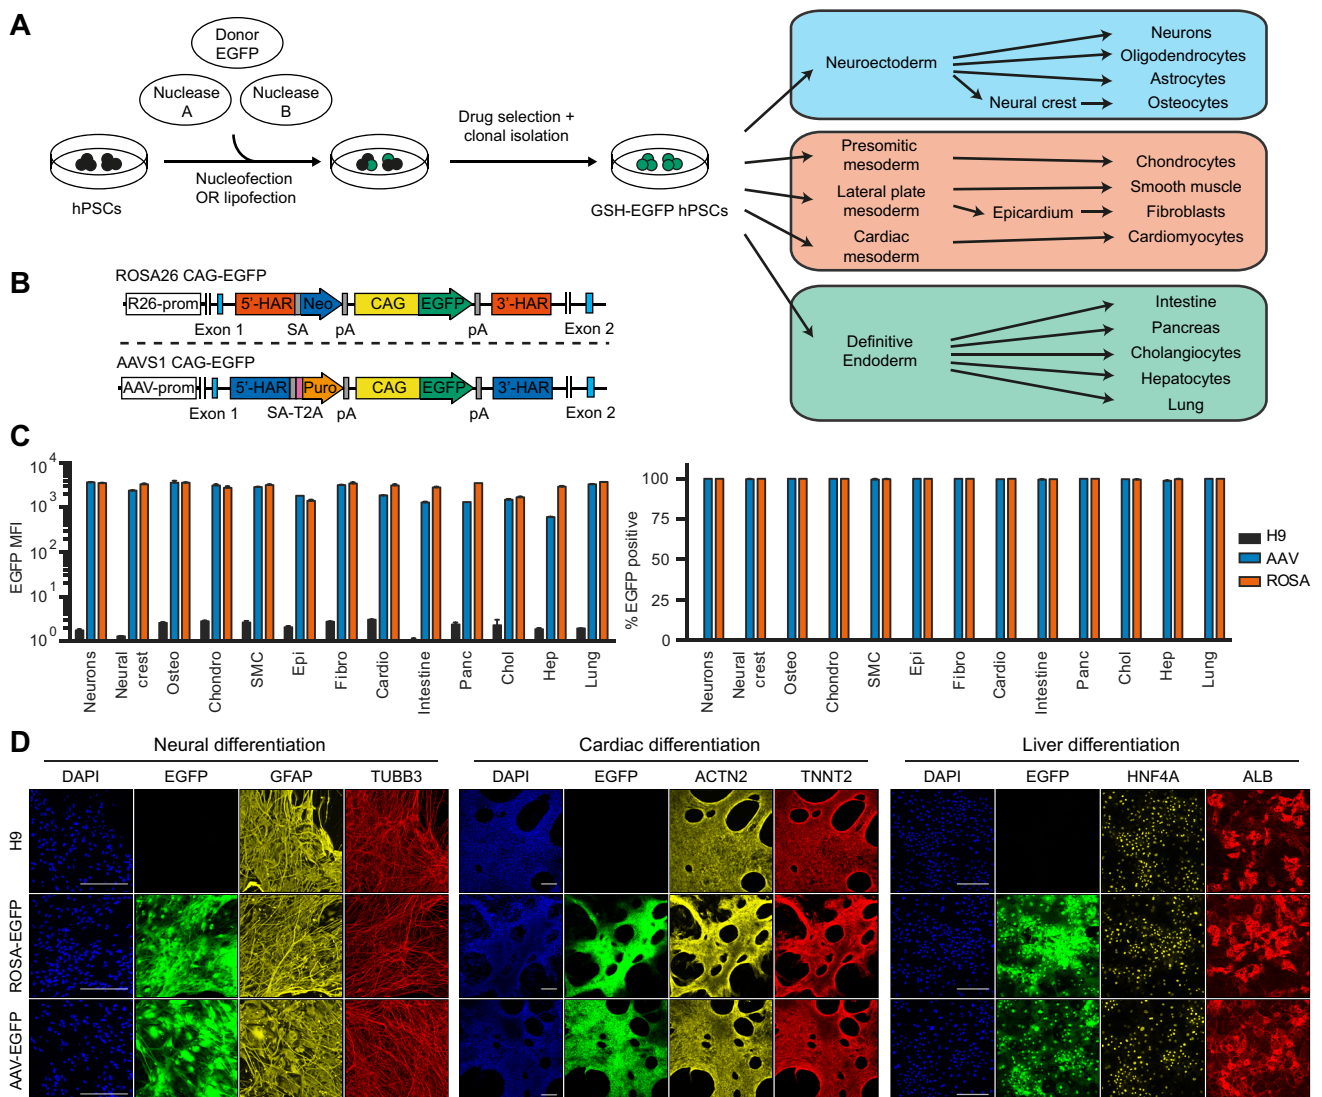 A
Donor
EGFP
Nuclease
A
Nuclease
B
Nucleofection
OR lipofection
hPSCs
Drug selection +
clonal isolation
GSH-EGFP hPSCs
Neuroectoderm
Neurons
Oligodendrocytes
Astrocytes
Neural crest
Osteocytes
Presomitic
mesoderm
Lateral plate
mesoderm
Cardiac
mesoderm
Epicardium
Chondrocytes
Smooth muscle
Fibroblasts
Cardiomyocytes
Definitive
Endoderm
Intestine
Pancreas
Cholangiocytes
Hepatocytes
Lung
B
ROSA26 CAG-EGFP
R26-prom 5'-HAR Neo CAG EGFP 3'-HAR
Exon 1 SA pA pA Exon 2
AAVS1 CAG-EGFP
AAV-prom 5'-HAR Puro CAG EGFP 3'-HAR
Exon 1 SA-T2A pA pA Exon 2
C
EGFP MFI
10^4
10^3
10^2
10^1
10^0
Neurons
Neural
crest
Osteo
Chondro
SMC
Epi
Fibro
Cardio
Intestine
Panc
Chol
Hep
Lung
% EGFP positive
100
75
50
25
0
Neurons
Neural
crest
Osteo
Chondro
SMC
Epi
Fibro
Cardio
Intestine
Panc
Chol
Hep
Lung
H9
AAV
ROSA
D
Neural differentiation
DAPI EGFP GFAP TUBB3
Cardiac differentiation
DAPI EGFP ACTN2 TNNT2
Liver differentiation
DAPI EGFP HNF4A ALB
H9
ROSA-EGFP
AAV-EGFP